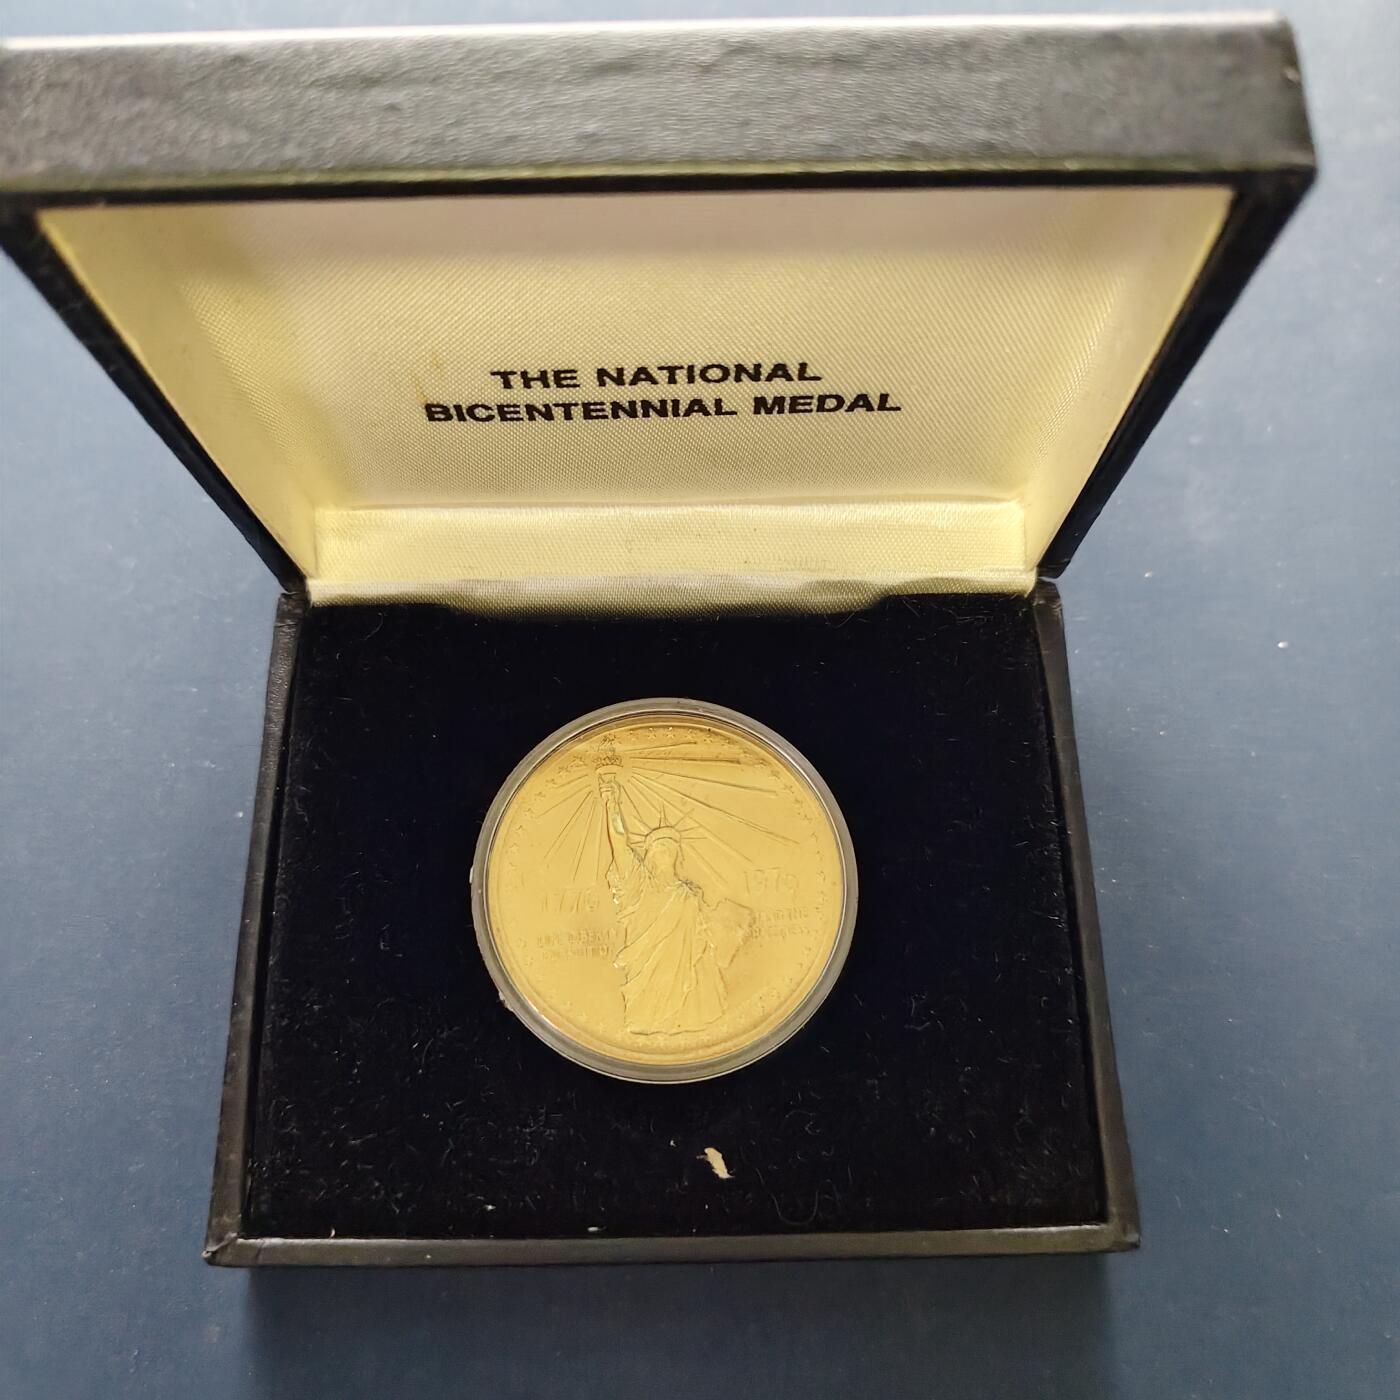 THE NATIONAL
BICENTENNIAL MEDAL
1776
1976